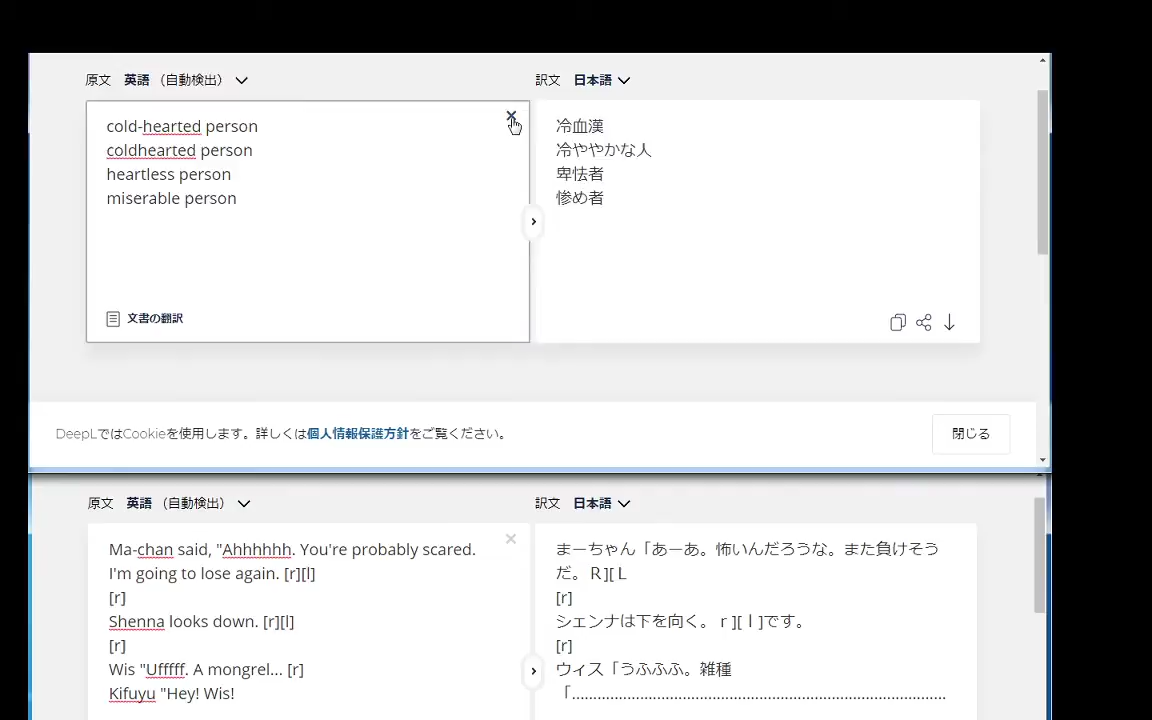 原文 英語 (自動検出)
訳文 日本語
cold-hearted person
coldhearted person
heartless person
miserable person
冷血漢
冷ややかな人
卑怯者
惨め者
文書の翻訳
DeepLではCookieを使用します。詳しくは個人情報保護方針をご覧ください。
閉じる
原文 英語 (自動検出)
訳文 日本語
Ma-chan said, "Ahhhhhh. You're probably scared.
I'm going to lose again. [r][l]
[r]
Shenna looks down. [r][l]
[r]
Wis "Ufffff. A mongrel... [r]
Kifuyu "Hey! Wis!
まーちゃん「あーあ。怖いんだろうな。また負けそう
だ。Ｒ][Ｌ
[r]
シェンナは下を向く。ｒ][ｌ]です。
[r]
ウィス「うふふふ。雑種
「......................................................................................